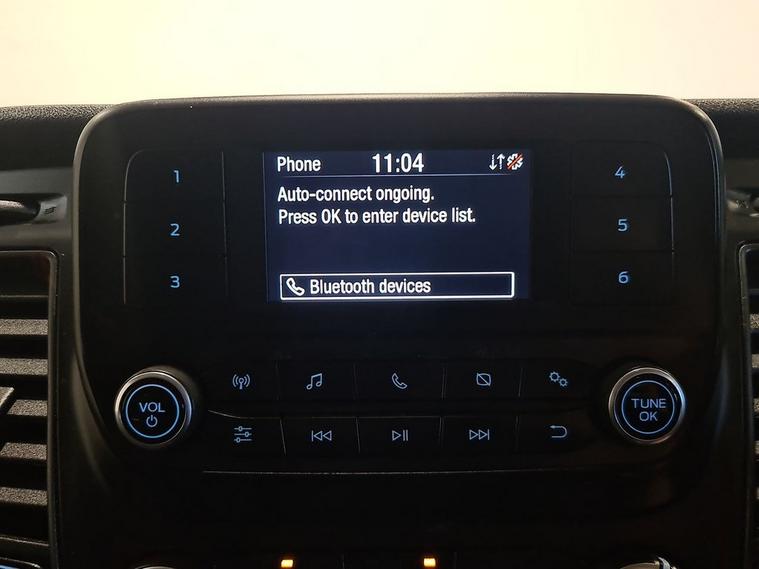 Phone 11:04
Auto-connect ongoing.
Press OK to enter device list.
Bluetooth devices
1
2
3
4
5
6
VOL
TUNE
OK